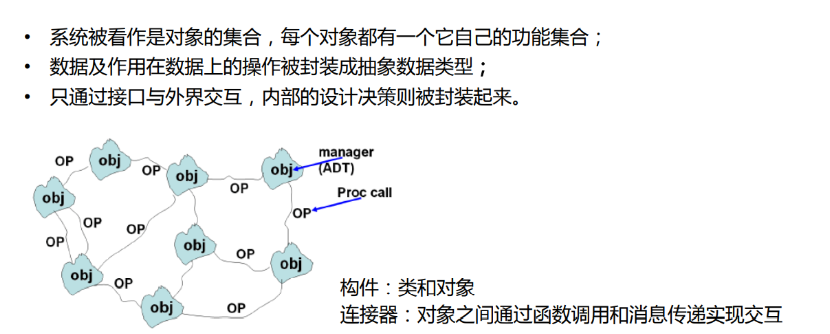 • 系统被看作是对象的集合，每个对象都有一个它自己的功能集合；
• 数据及作用在数据上的操作被封装成抽象数据类型；
• 只通过接口与外界交互，内部的设计决策则被封装起来。
manager
OP obj OP obj OP obj (ADT)
obj OP Proc call
OP OP OP obj OP obj
obj OP
obj OP
构件：类和对象
连接器：对象之间通过函数调用和消息传递实现交互